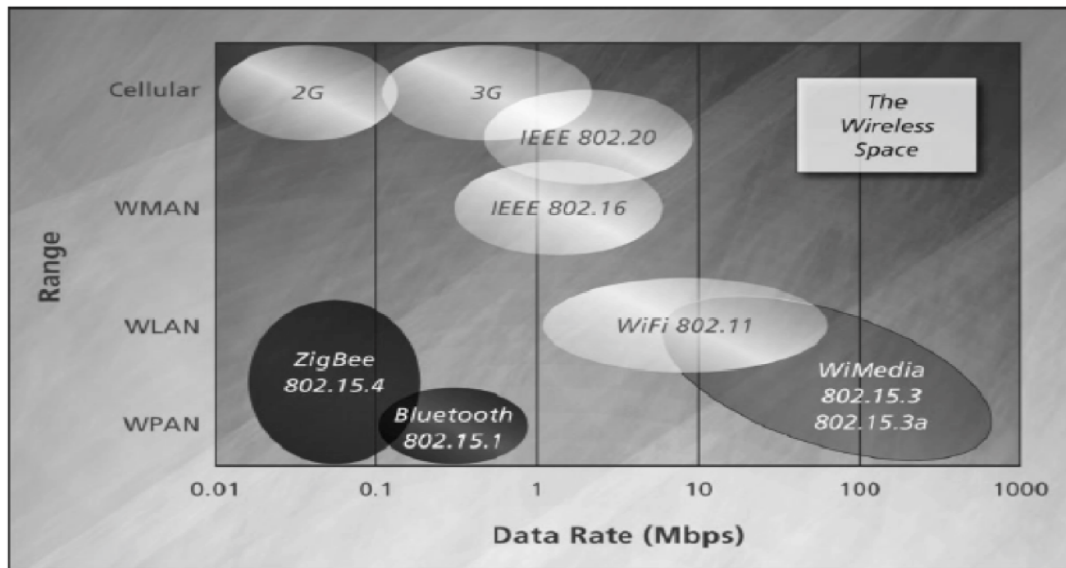 Cellular
2G
3G
The
Wireless
Space
IEEE 802.20
WMAN
IEEE 802.16
Range
WLAN
WiFi 802.11
ZigBee
802.15.4
WiMedia
802.15.3
802.15.3a
WPAN
Bluetooth
802.15.1
0.01
0.1
1
10
100
1000
Data Rate (Mbps)